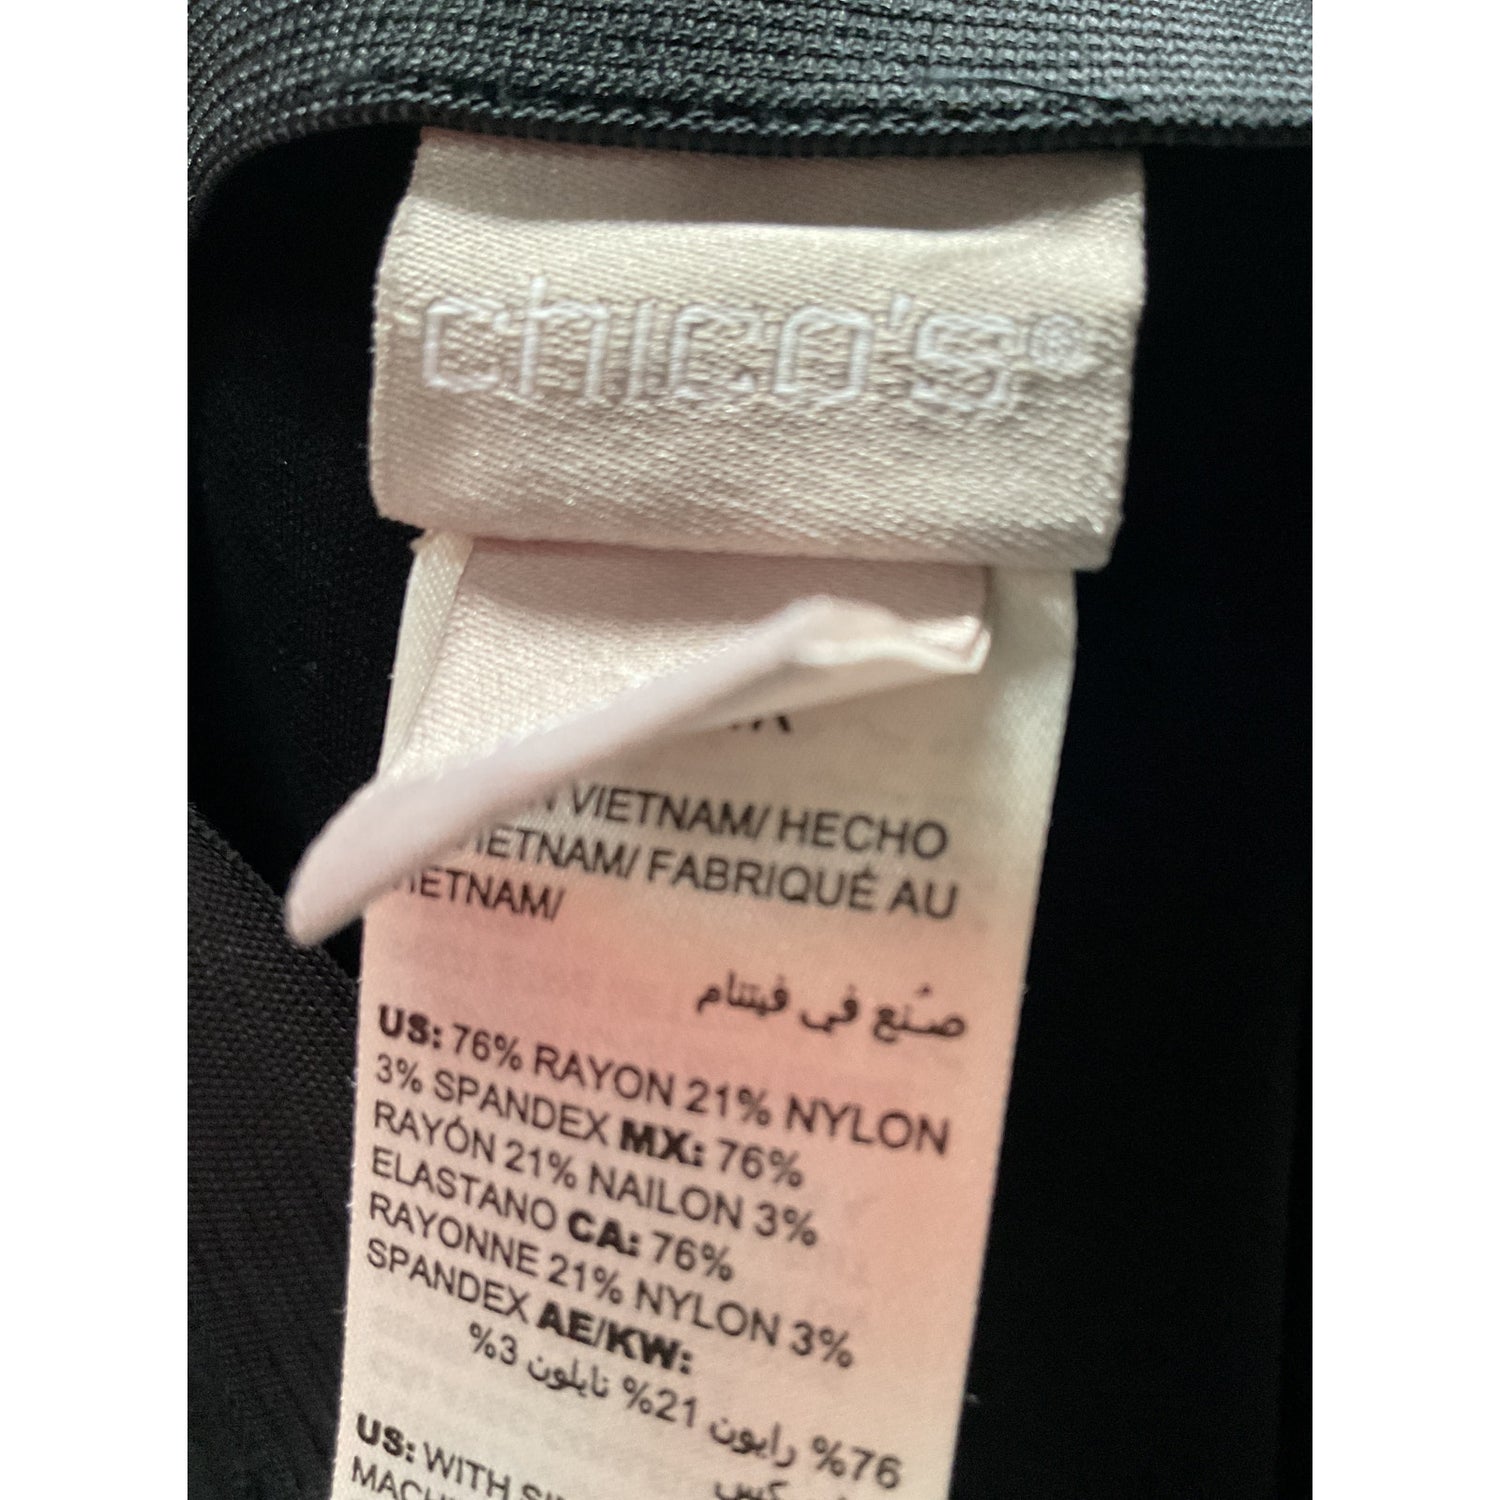 chico's®
VIETNAM/ HECHO
VIETNAM/ FABRIQUÉ AU
VIETNAM/
صُنع في فيتنام
US: 76% RAYON 21% NYLON
3% SPANDEX MX: 76%
RAYÓN 21% NAILON 3%
ELASTANO CA: 76%
RAYONNE 21% NYLON 3%
SPANDEX AE/KW:
76% رايون 21% نايلون 3%
US: WITH